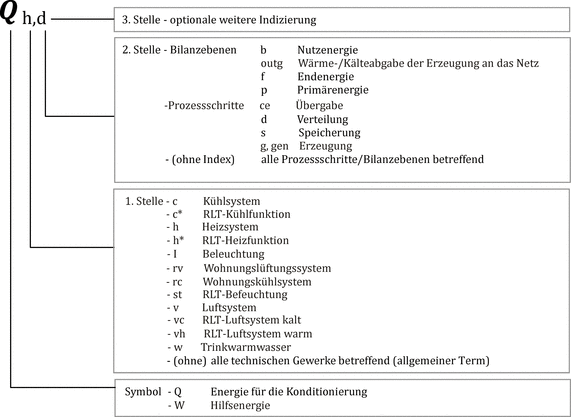 Q h,d
3. Stelle - optionale weitere Indizierung
2. Stelle - Bilanzebenen b Nutzenergie
outg Wärme-/Kälteabgabe der Erzeugung an das Netz
f Endenergie
p Primärenergie
-Prozessschritte ce Übergabe
d Verteilung
s Speicherung
g, gen Erzeugung
- (ohne Index) alle Prozessschritte/Bilanzebenen betreffend
1. Stelle - c Kühlsystem
- c* RLT-Kühlfunktion
- h Heizsystem
- h* RLT-Heizfunktion
- I Beleuchtung
- rv Wohnungslüftungssystem
- rc Wohnungskühlsystem
- st RLT-Befeuchtung
- v Luftsystem
- vc RLT-Luftsystem kalt
- vh RLT-Luftsystem warm
- w Trinkwarmwasser
- (ohne) alle technischen Gewerke betreffend (allgemeiner Term)
Symbol - Q Energie für die Konditionierung
- W Hilfsenergie